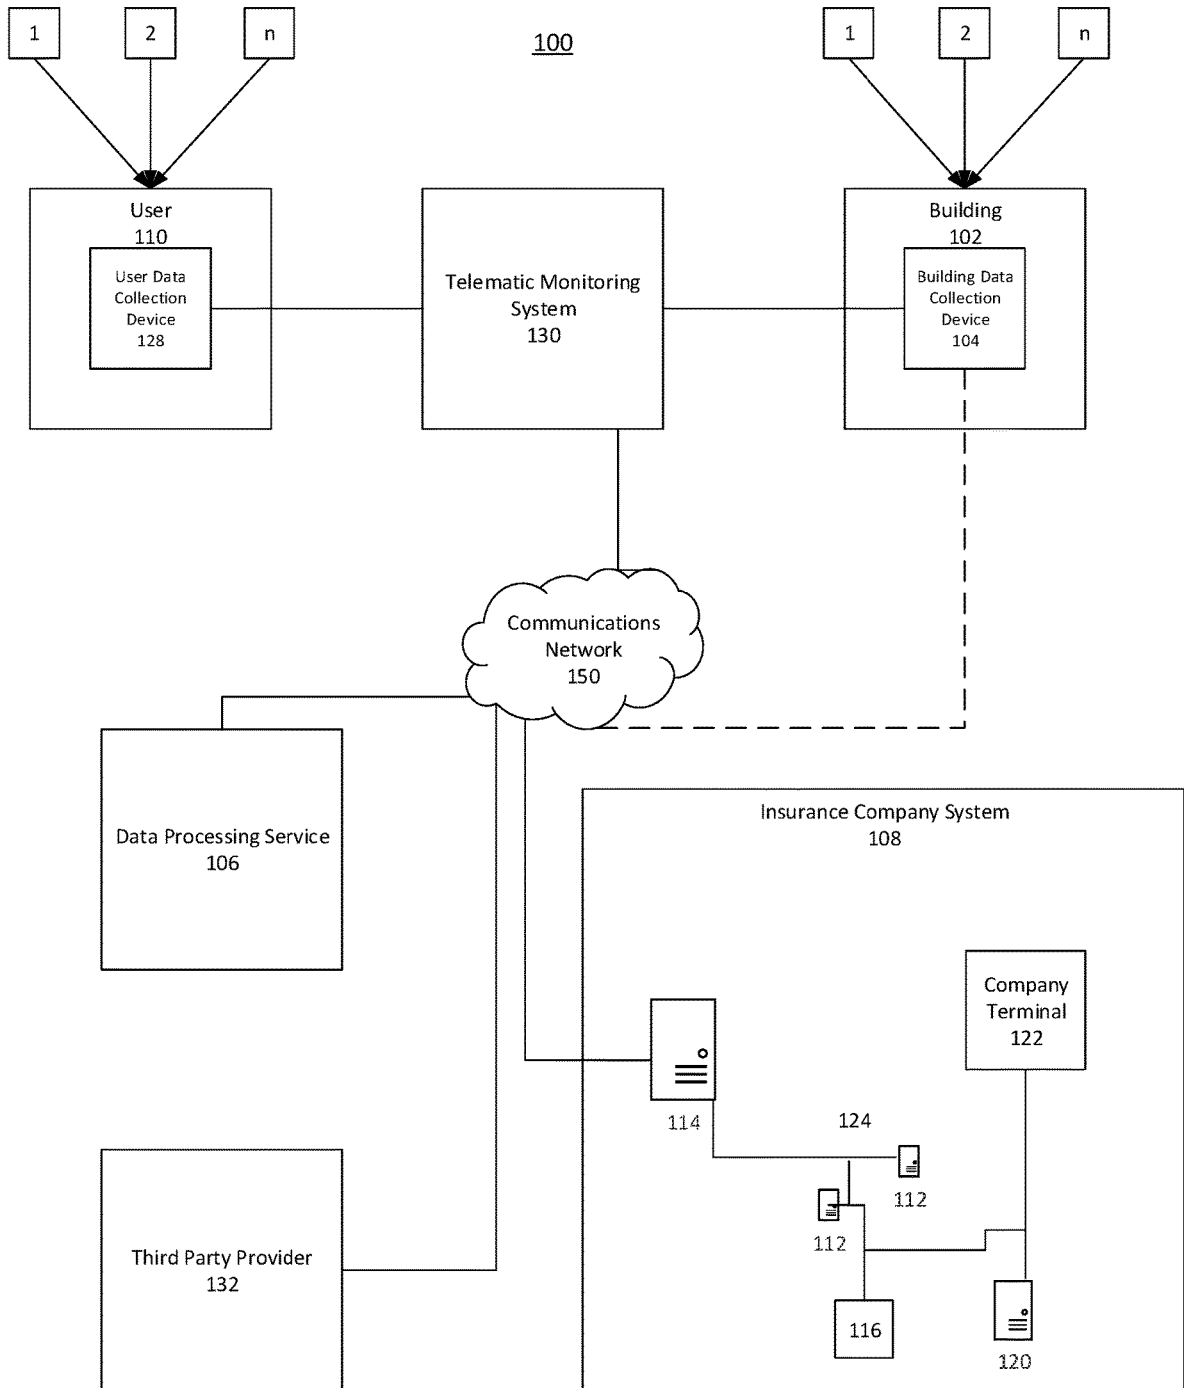 1
2
n
100
1
2
n
User
110
User Data
Collection
Device
128
Telematic Monitoring
System
130
Building
102
Building Data
Collection
Device
104
Communications
Network
150
Data Processing Service
106
Insurance Company System
108
Company
Terminal
122
114
124
112
112
116
120
Third Party Provider
132